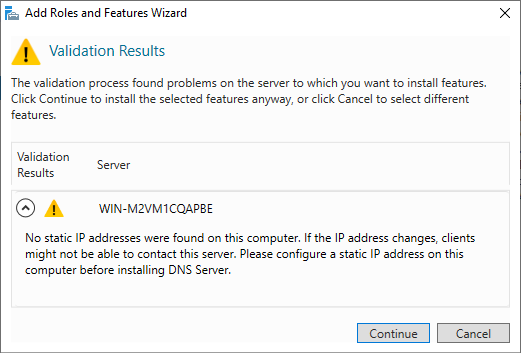 Add Roles and Features Wizard
Validation Results
The validation process found problems on the server to which you want to install features.
Click Continue to install the selected features anyway, or click Cancel to select different
features.
Validation
Results
Server
WIN-M2VM1CQAPBE
No static IP addresses were found on this computer. If the IP address changes, clients
might not be able to contact this server. Please configure a static IP address on this
computer before installing DNS Server.
Continue
Cancel